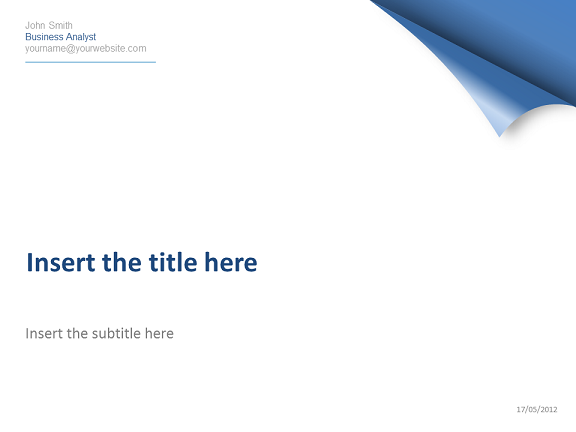 John Smith
Business Analyst
yourname@yourwebsite.com
Insert the title here
Insert the subtitle here
17/05/2012